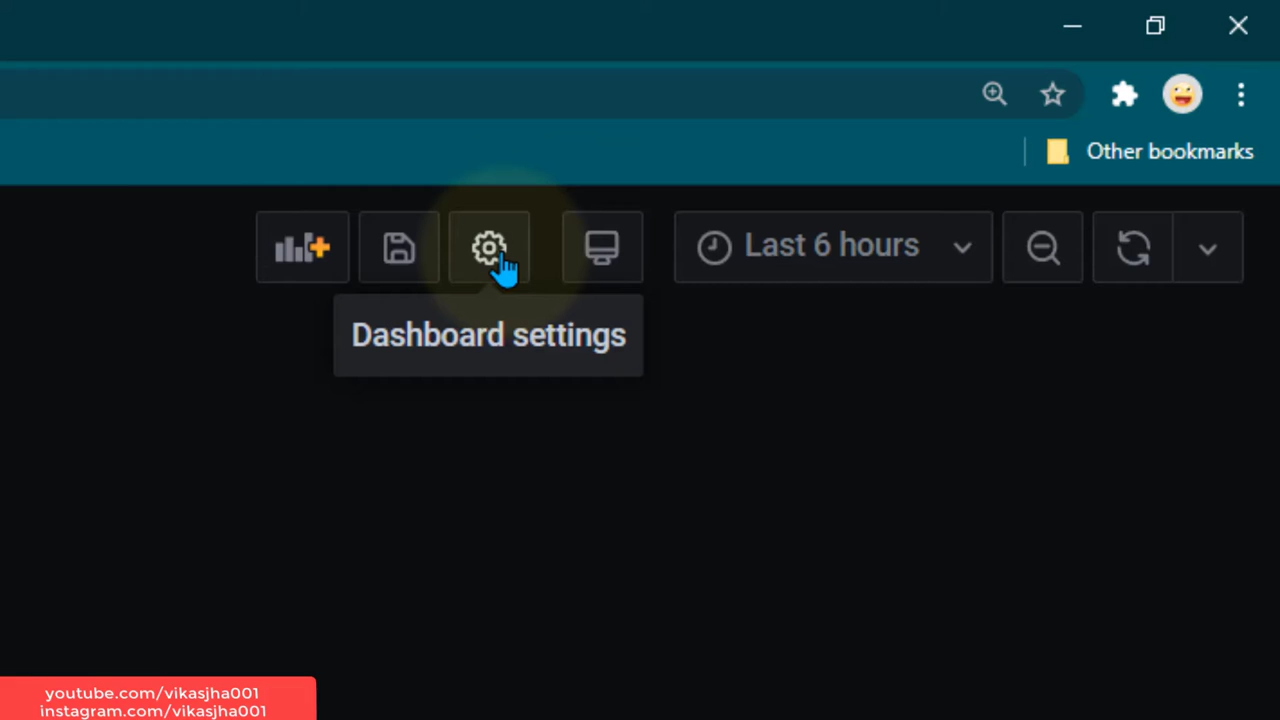 Other bookmarks
Last 6 hours
Dashboard settings
youtube.com/vikasjha001
instagram.com/vikasjha001